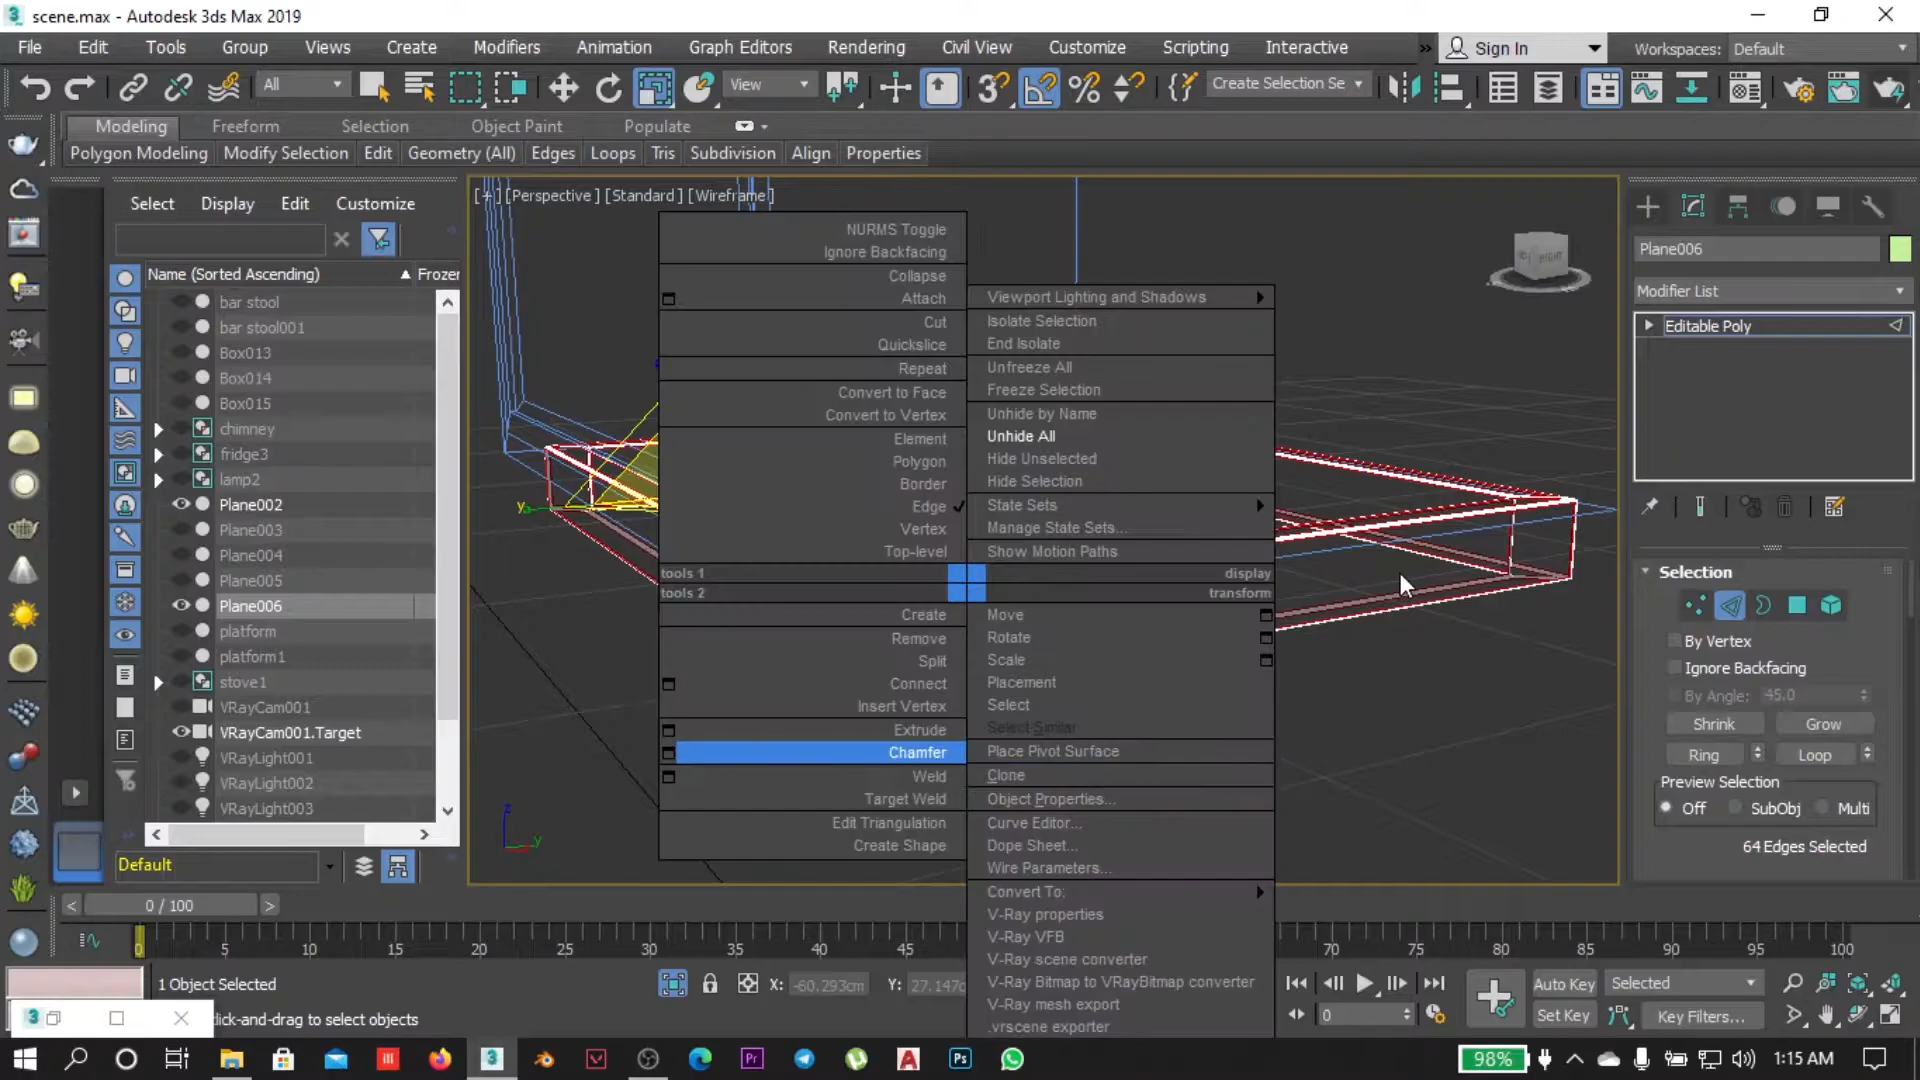 scene.max - Autodesk 3ds Max 2019
File Edit Tools Group Views Create Modifiers Animation Graph Editors Rendering Civil View Customize Scripting Interactive » Sign In Workspaces: Default
All View Create Selection Se
Modeling Freeform Selection Object Paint Populate
Polygon Modeling Modify Selection Edit Geometry (All) Edges Loops Tris Subdivision Align Properties
Select Display Edit Customize
Name (Sorted Ascending) ▲ Frozen
bar stool
bar stool001
Box013
Box014
Box015
chimney
fridge3
lamp2
Plane002
Plane003
Plane004
Plane005
Plane006
platform
platform1
stove1
VRayCam001
VRayCam001.Target
VRayLight001
VRayLight002
VRayLight003
Default
[ + ] [Perspective ] [Standard ] [Wireframe ]
NURMS Toggle
Ignore Backfacing
Collapse
Attach
Cut
Quickslice
Repeat
Convert to Face
Convert to Vertex
Element
Polygon
Border
Edge
Vertex
Top-level
tools 1
tools 2
Create
Remove
Split
Connect
Insert Vertex
Extrude
Chamfer
Weld
Target Weld
Edit Triangulation
Create Shape
Viewport Lighting and Shadows
Isolate Selection
End Isolate
Unfreeze All
Freeze Selection
Unhide by Name
Unhide All
Hide Unselected
Hide Selection
State Sets
Manage State Sets...
Show Motion Paths
display
transform
Move
Rotate
Scale
Placement
Select
Select Similar
Place Pivot Surface
Clone
Object Properties...
Curve Editor...
Dope Sheet...
Wire Parameters...
Convert To:
V-Ray properties
V-Ray VFB
V-Ray scene converter
V-Ray Bitmap to VRayBitmap converter
V-Ray mesh export
.vrscene exporter
y
z
y
RIGHT
Plane006
Modifier List
Editable Poly
Selection
By Vertex
Ignore Backfacing
By Angle: 45.0
Shrink Grow
Ring Loop
Preview Selection
Off SubObj Multi
64 Edges Selected
< 0 / 100 >
0 5 10 15 20 25 30 35 40 45 70 75 80 85 90 95 100
1 Object Selected X: -60.293cm Y: 27.147c
lick-and-drag to select objects
0
Auto Key Selected
Set Key Key Filters...
98% 1:15 AM